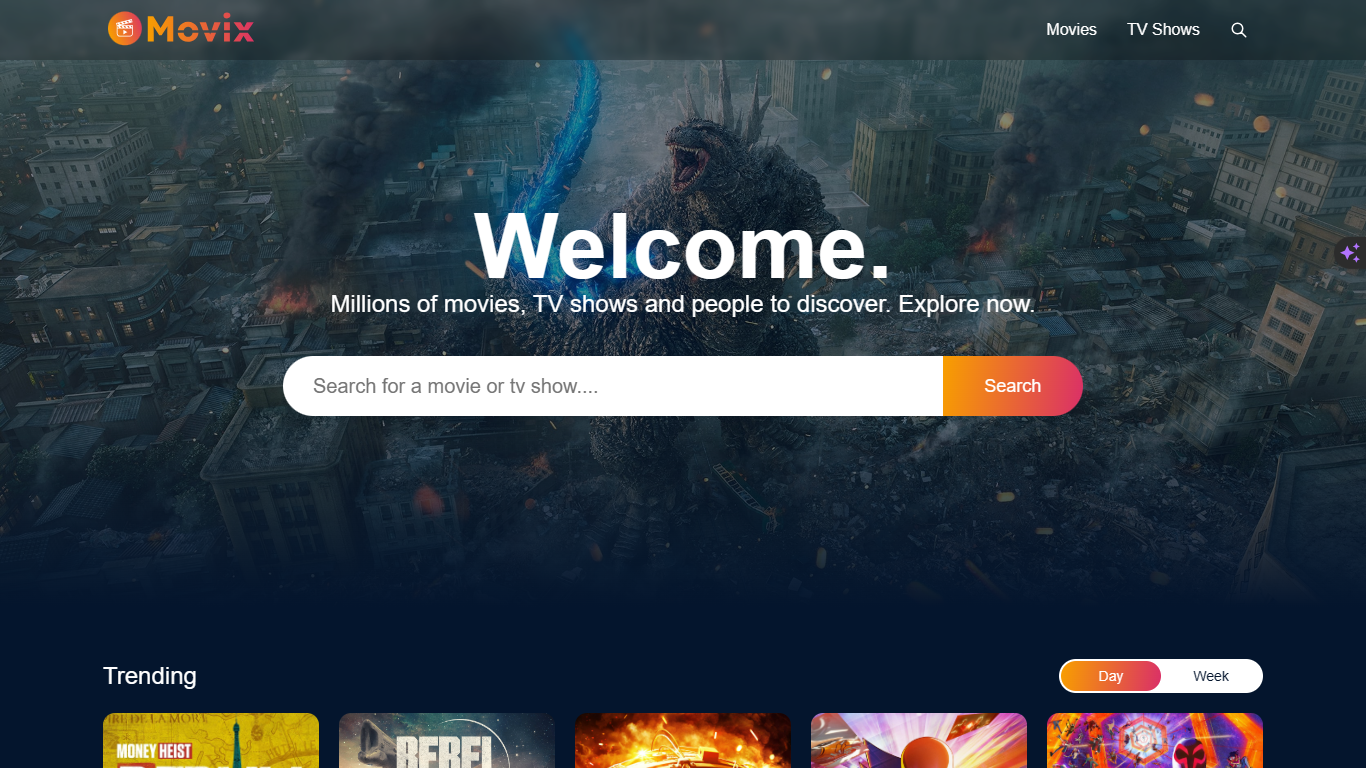 Movix
Movies
TV Shows
Welcome.
Millions of movies, TV shows and people to discover. Explore now.
Search for a movie or tv show....
Search
Trending
Day
Week
MONEY HEIST
REBEL